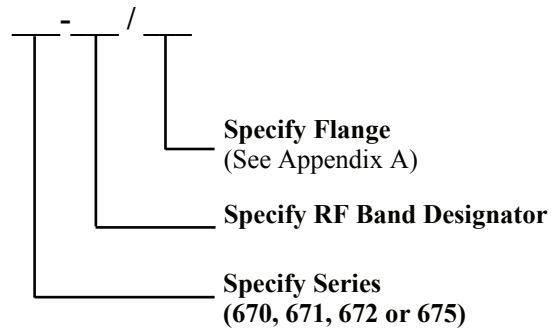 ___-___/___
Specify Flange
(See Appendix A)
Specify RF Band Designator
Specify Series
(670, 671, 672 or 675)